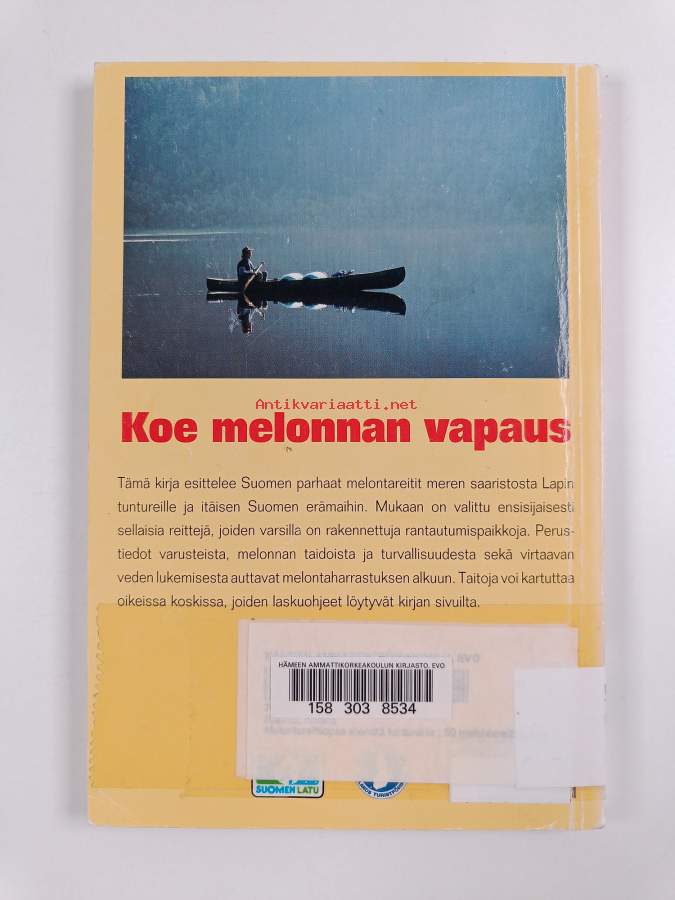 Antikvariaatti.net
Koe melonnan vapaus
Tämä kirja esittelee Suomen parhaat melontareitit meren saaristosta Lapin
tuntureille ja itäisen Suomen erämaihin. Mukaan on valittu ensisijaisesti
sellaisia reittejä, joiden varsilla on rakennettuja rantautumispaikkoja. Perus-
tiedot varusteista, melonnan taidoista ja turvallisuudesta sekä virtaavan
veden lukemisesta auttavat melontaharrastuksen alkuun. Taitoja voi kartuttaa
oikeissa koskissa, joiden laskuohjeet löytyvät kirjan sivuilta.
HÄMEEN AMMATTIKORKEAKOULUN KIRJASTO, EVO
158 303 8534
SUOMEN LATU